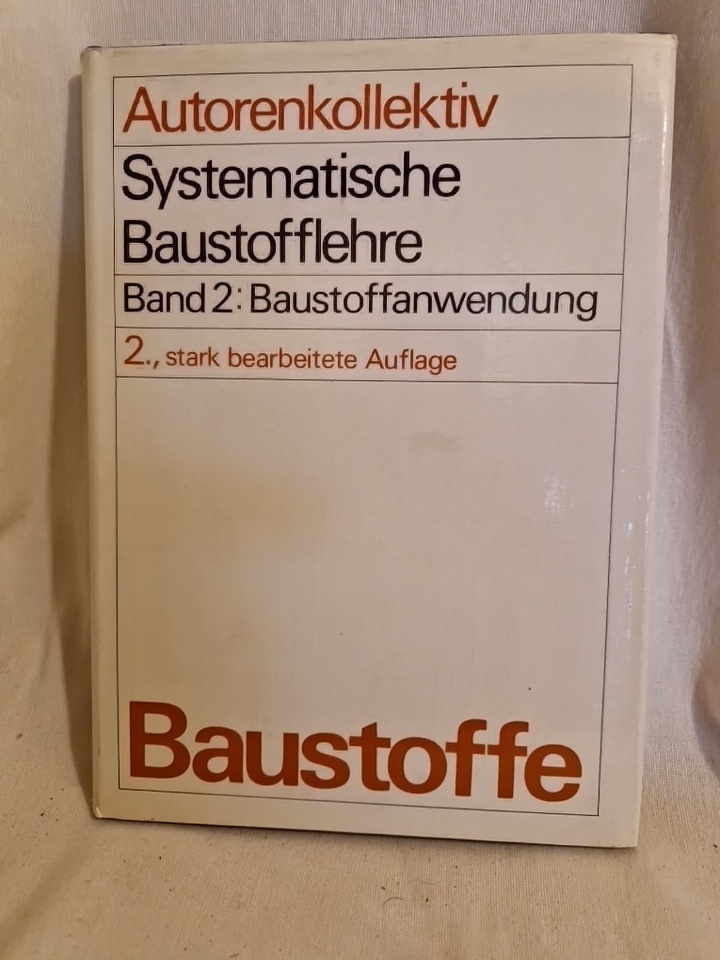 Autorenkollektiv
Systematische
Baustofflehre
Band 2: Baustoffanwendung
2., stark bearbeitete Auflage
Baustoffe